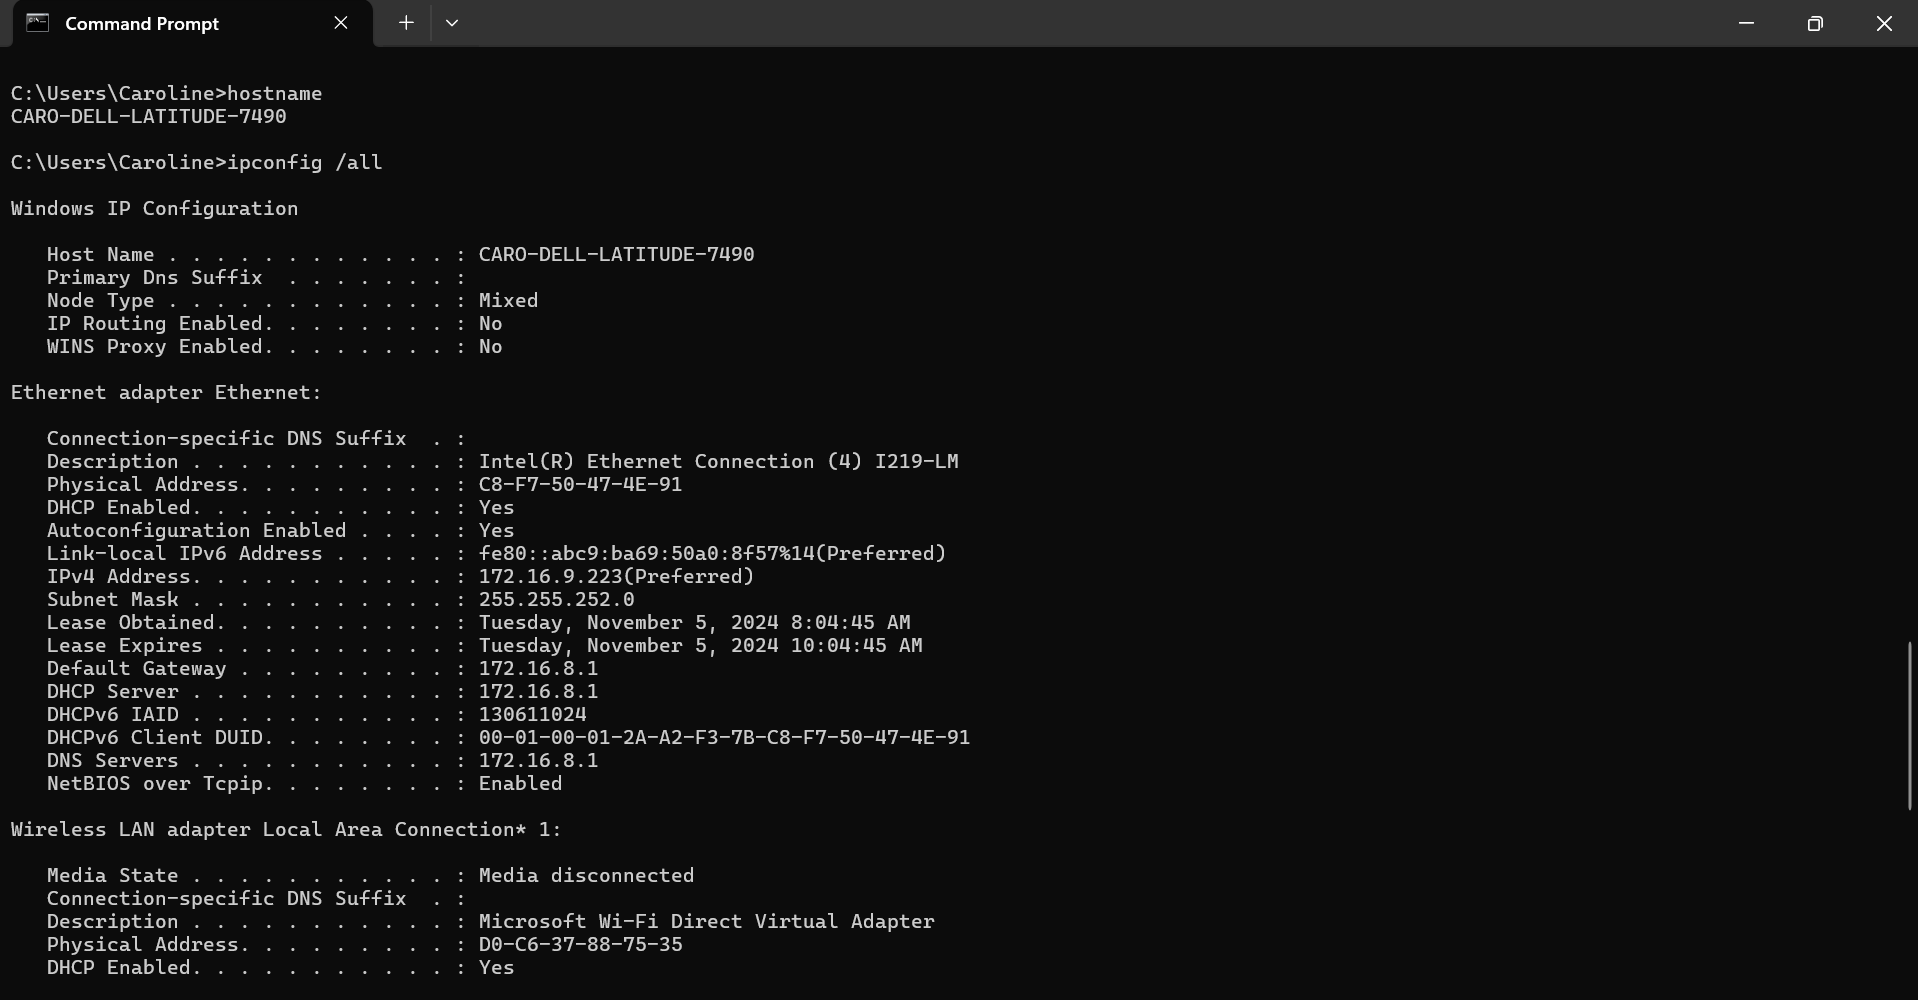 Command Prompt
C:\Users\Caroline>hostname
CARO-DELL-LATITUDE-7490
C:\Users\Caroline>ipconfig /all
Windows IP Configuration
Host Name . . . . . . . . . . . . : CARO-DELL-LATITUDE-7490
Primary Dns Suffix  . . . . . . . :
Node Type . . . . . . . . . . . . : Mixed
IP Routing Enabled. . . . . . . . : No
WINS Proxy Enabled. . . . . . . . : No
Ethernet adapter Ethernet:
Connection-specific DNS Suffix  . :
Description . . . . . . . . . . . : Intel(R) Ethernet Connection (4) I219-LM
Physical Address. . . . . . . . . : C8-F7-50-47-4E-91
DHCP Enabled. . . . . . . . . . . : Yes
Autoconfiguration Enabled . . . . : Yes
Link-local IPv6 Address . . . . . : fe80::abc9:ba69:50a0:8f57%14(Preferred)
IPv4 Address. . . . . . . . . . . : 172.16.9.223(Preferred)
Subnet Mask . . . . . . . . . . . : 255.255.252.0
Lease Obtained. . . . . . . . . . : Tuesday, November 5, 2024 8:04:45 AM
Lease Expires . . . . . . . . . . : Tuesday, November 5, 2024 10:04:45 AM
Default Gateway . . . . . . . . . : 172.16.8.1
DHCP Server . . . . . . . . . . . : 172.16.8.1
DHCPv6 IAID . . . . . . . . . . . : 130611024
DHCPv6 Client DUID. . . . . . . . : 00-01-00-01-2A-A2-F3-7B-C8-F7-50-47-4E-91
DNS Servers . . . . . . . . . . . : 172.16.8.1
NetBIOS over Tcpip. . . . . . . . : Enabled
Wireless LAN adapter Local Area Connection* 1:
Media State . . . . . . . . . . . : Media disconnected
Connection-specific DNS Suffix  . :
Description . . . . . . . . . . . : Microsoft Wi-Fi Direct Virtual Adapter
Physical Address. . . . . . . . . : D0-C6-37-88-75-35
DHCP Enabled. . . . . . . . . . . : Yes